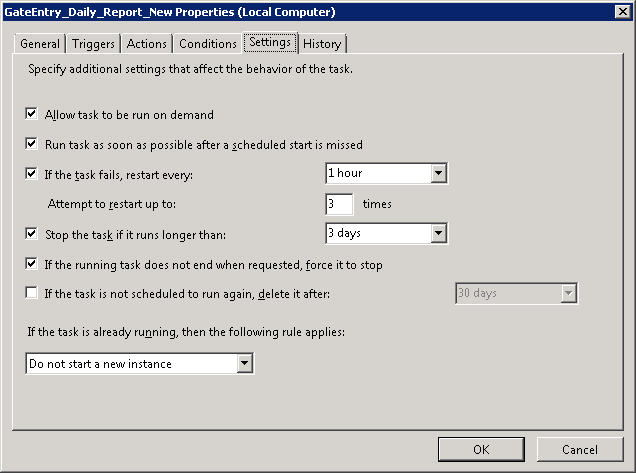 GateEntry_Daily_Report_New Properties (Local Computer)
General Triggers Actions Conditions Settings History
Specify additional settings that affect the behavior of the task.
Allow task to be run on demand
Run task as soon as possible after a scheduled start is missed
If the task fails, restart every: 1 hour
Attempt to restart up to: 3 times
Stop the task if it runs longer than: 3 days
If the running task does not end when requested, force it to stop
If the task is not scheduled to run again, delete it after: 30 days
If the task is already running, then the following rule applies:
Do not start a new instance
OK Cancel